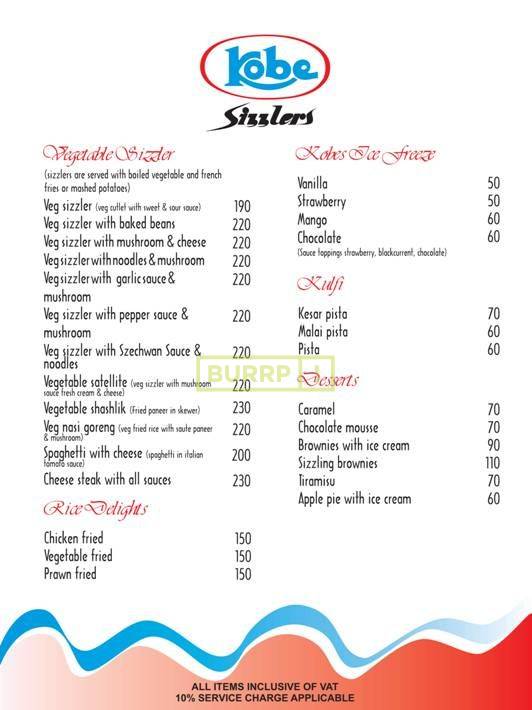 Kobe
Sizzlers
Vegetable Sizzler
(sizzlers are served with boiled vegetable and french
fries or mashed potatoes)
Veg sizzler (veg cutlet with sweet & sour sauce) 190
Veg sizzler with baked beans 220
Veg sizzler with mushroom & cheese 220
Veg sizzler with noodles & mushroom 220
Veg sizzler with garlic sauce & 220
mushroom
Veg sizzler with pepper sauce & 220
mushroom
Veg sizzler with Szechwan Sauce & 220
noodles
Vegetable satellite (veg sizzler with mushroom 220
sauce fresh cream & cheese)
Vegetable shashlik (Fried paneer in skewer) 230
Veg nasi goreng (veg fried rice with saute paneer 220
& mushroom)
Spaghetti with cheese (spaghetti in italian 200
tomato sauce)
Cheese steak with all sauces 230
Rice Delights
Chicken fried 150
Vegetable fried 150
Prawn fried 150
Kobes Ice Freeze
Vanilla 50
Strawberry 50
Mango 60
Chocolate 60
(Sauce toppings strawberry, blackcurrent, chocolate)
Kulfi
Kesar pista 70
Malai pista 60
Pista 60
BURRP
Desserts
Caramel 70
Chocolate mousse 70
Brownies with ice cream 90
Sizzling brownies 110
Tiramisu 70
Apple pie with ice cream 60
ALL ITEMS INCLUSIVE OF VAT
10% SERVICE CHARGE APPLICABLE